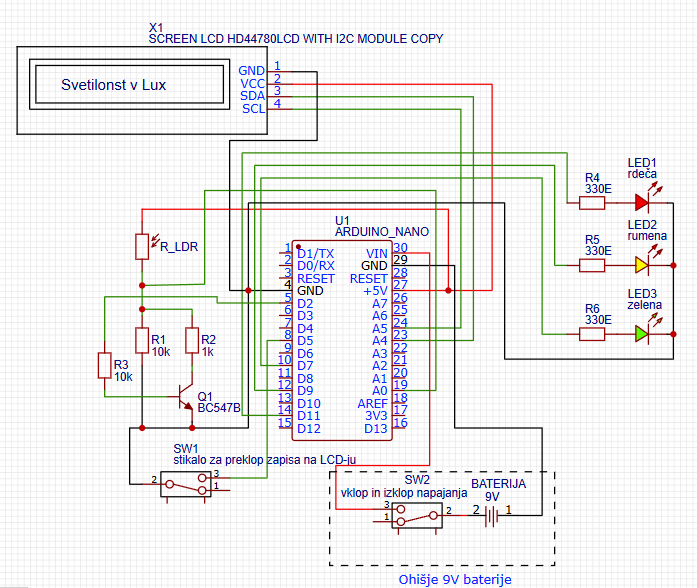 X1
SCREEN LCD HD44780LCD WITH I2C MODULE COPY
Svetilonst v Lux
GND 1
VCC 2
SDA 3
SCL 4
R4
330E
LED1
rdeča
R5
330E
LED2
rumena
R6
330E
LED3
zelena
R_LDR
U1
ARDUINO_NANO
1 D1/TX VIN 30
2 D0/RX GND 29
3 RESET RESET 28
4 GND +5V 27
5 D2 A7 26
6 D3 A6 25
7 D4 A5 24
8 D5 A4 23
9 D6 A3 22
10 D7 A2 21
11 D8 A1 20
12 D9 A0 19
13 D10 AREF 18
14 D11 3V3 17
15 D12 D13 16
R1
10k
R2
1k
R3
10k
Q1
BC547B
SW1
stikalo za preklop zapisa na LCD-ju
2 3 1
SW2
vklop in izklop napajanja
3 1 2
BATERIJA
9V
2 1
Ohišje 9V baterije